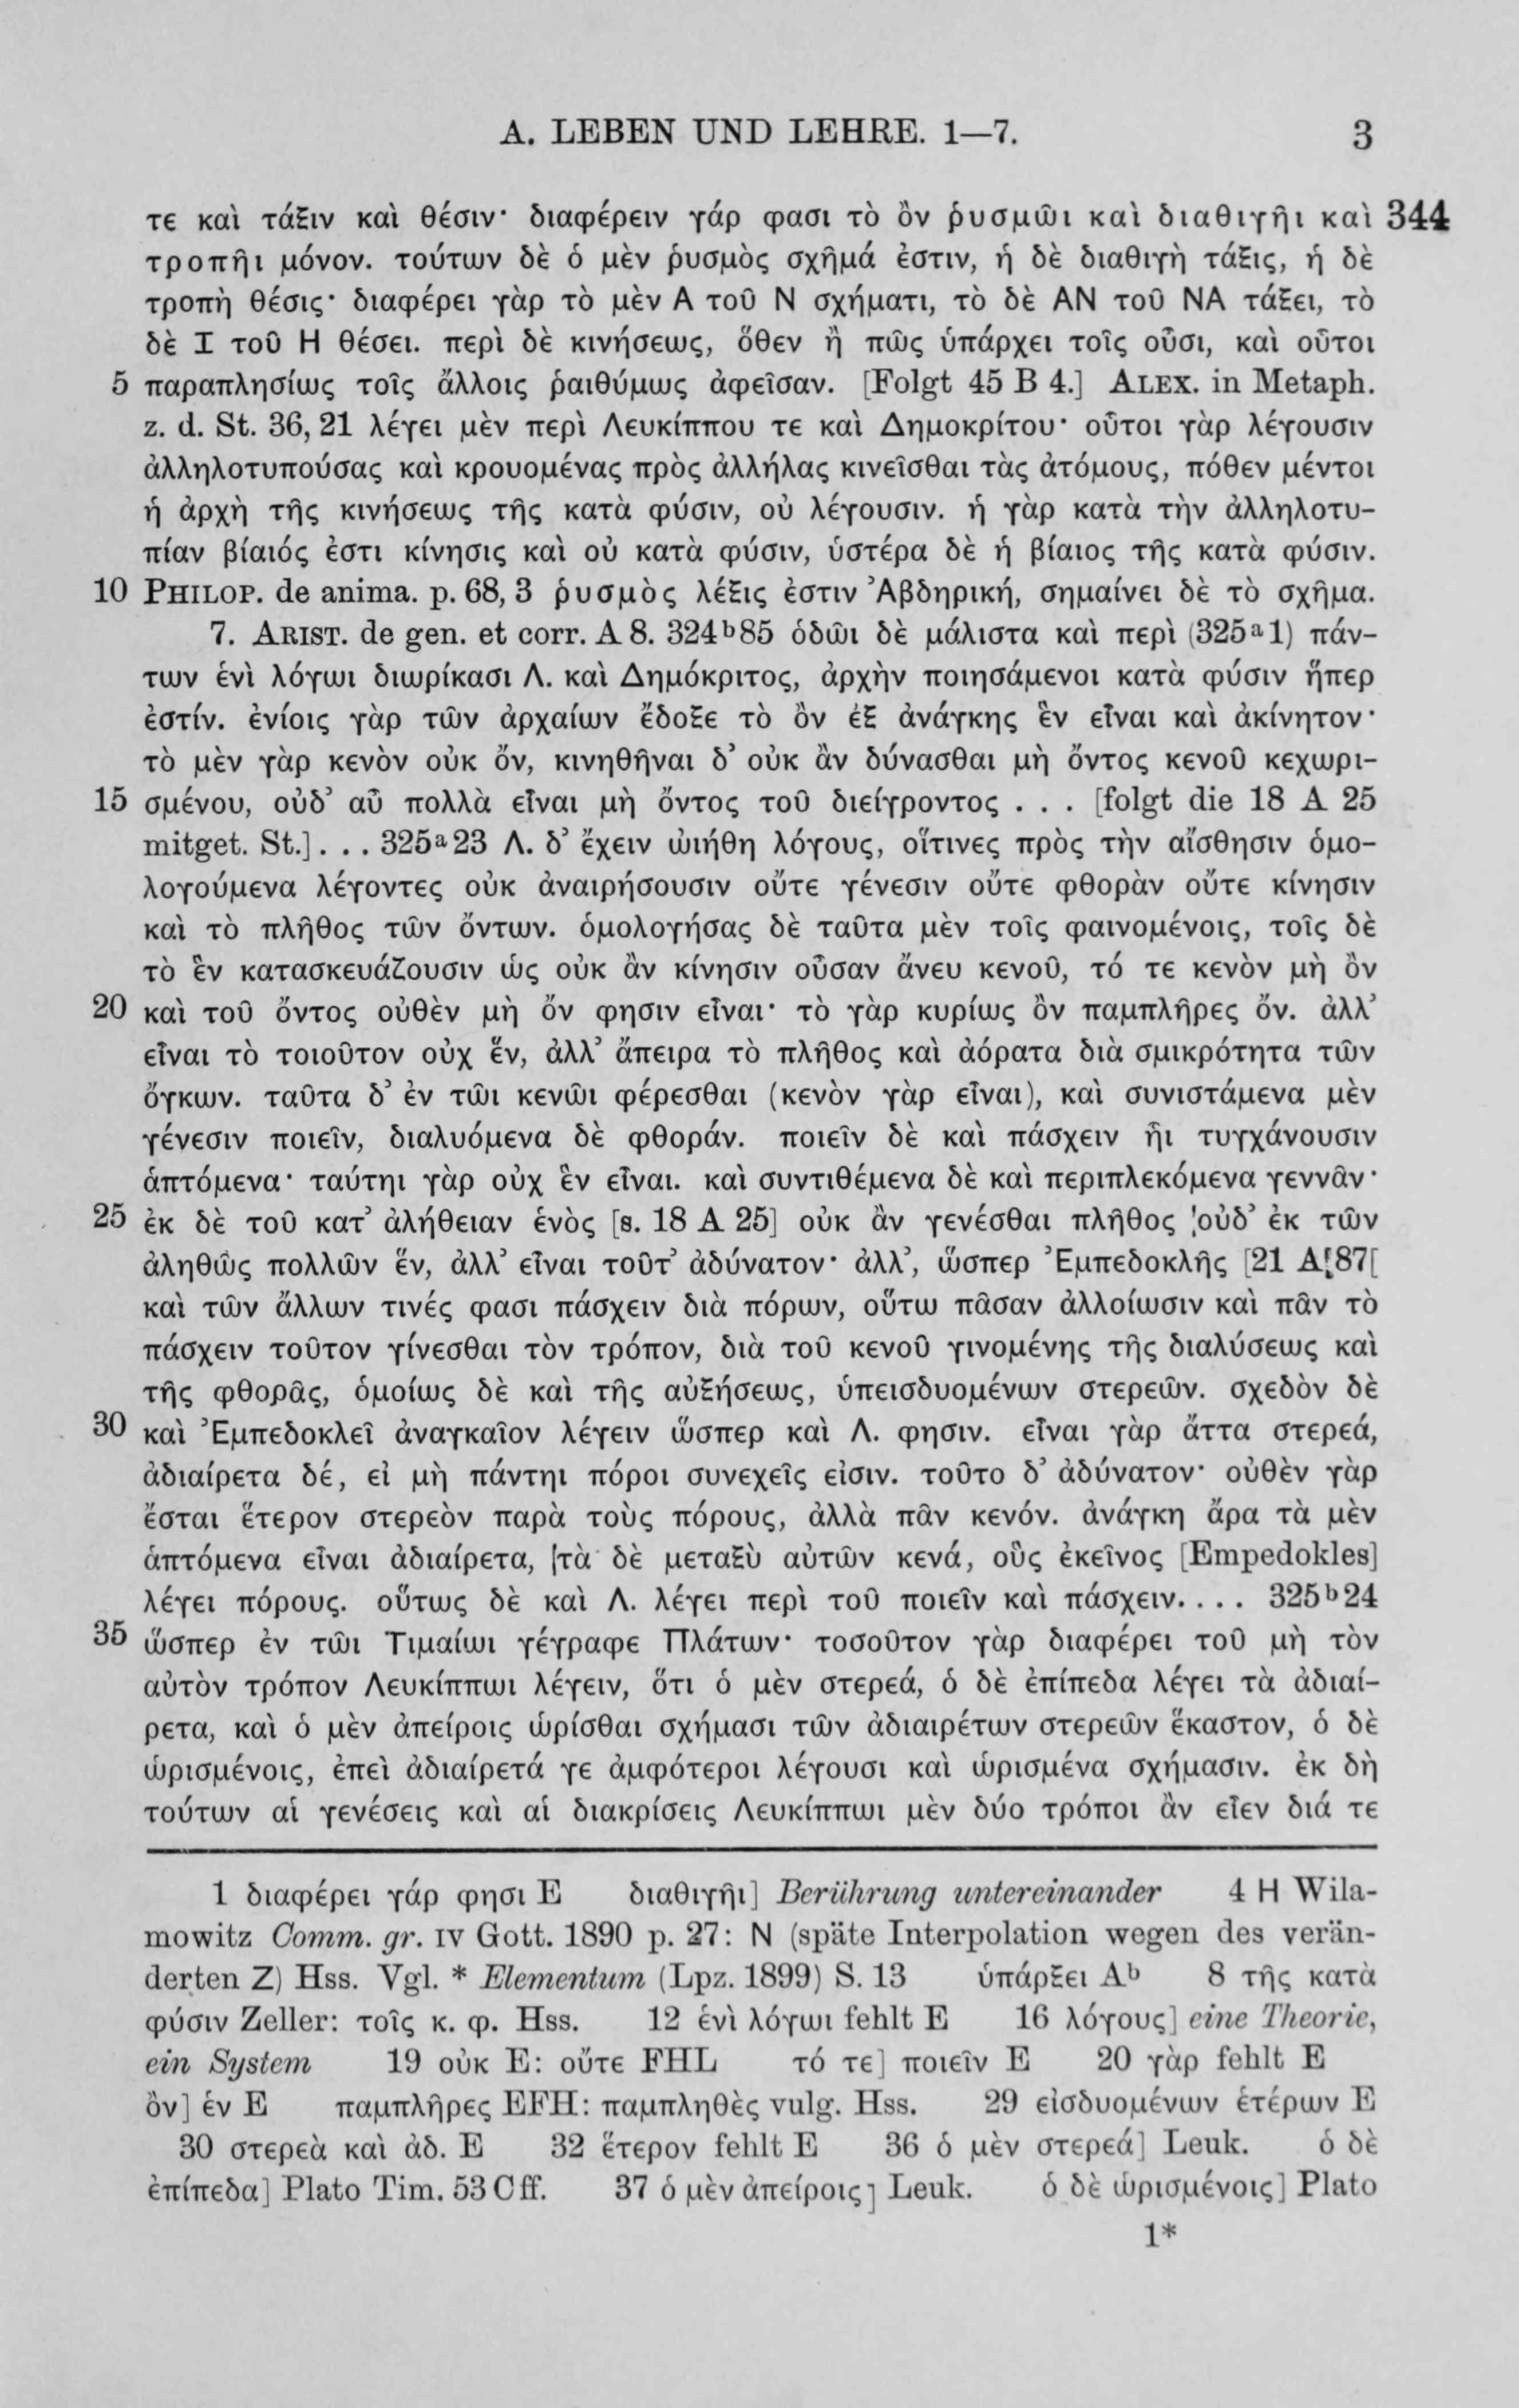 A. LEBEN UND LEHRE. 1—7. 3
τε καὶ τάξιν καὶ θέσιν· διαφέρειν γάρ φασι τὸ ὂν ῥυσμῶι καὶ διαθιγῆι καὶ 344
τροπῆι μόνον. τούτων δὲ ὁ μὲν ῥυσμὸς σχῆμά ἐστιν, ἡ δὲ διαθιγὴ τάξις, ἡ δὲ
τροπὴ θέσις· διαφέρει γὰρ τὸ μὲν Α τοῦ Ν σχήματι, τὸ δὲ ΑΝ τοῦ ΝΑ τάξει, τὸ
δὲ Ι τοῦ Η θέσει. περὶ δὲ κινήσεως, ὅθεν ἢ πῶς ὑπάρχει τοῖς οὖσι, καὶ οὗτοι
5 παραπλησίως τοῖς ἄλλοις ῥαιθύμως ἀφεῖσαν. [Folgt 45 B 4.] ALEX. in Metaph.
z. d. St. 36, 21 λέγει μὲν περὶ Λευκίππου τε καὶ Δημοκρίτου· οὗτοι γὰρ λέγουσιν
ἀλληλοτυπούσας καὶ κρουομένας πρὸς ἀλλήλας κινεῖσθαι τὰς ἀτόμους, πόθεν μέντοι
ἡ ἀρχὴ τῆς κινήσεως τῆς κατὰ φύσιν, οὐ λέγουσιν. ἡ γὰρ κατὰ τὴν ἀλληλοτυ-
πίαν βίαιός ἐστι κίνησις καὶ οὐ κατὰ φύσιν, ὑστέρα δὲ ἡ βίαιος τῆς κατὰ φύσιν.
10 PHILOP. de anima. p. 68, 3 ῥυσμὸς λέξις ἐστιν Ἀβδηρική, σημαίνει δὲ τὸ σχῆμα.
7. ARIST. de gen. et corr. A 8. 324ᵇ85 ὁδῶι δὲ μάλιστα καὶ περὶ (325ᵃ1) πάν-
των ἑνὶ λόγωι διωρίκασι Λ. καὶ Δημόκριτος, ἀρχὴν ποιησάμενοι κατὰ φύσιν ἥπερ
ἐστίν. ἐνίοις γὰρ τῶν ἀρχαίων ἔδοξε τὸ ὂν ἐξ ἀνάγκης ἓν εἶναι καὶ ἀκίνητον·
τὸ μὲν γὰρ κενὸν οὐκ ὄν, κινηθῆναι δ’ οὐκ ἂν δύνασθαι μὴ ὄντος κενοῦ κεχωρι-
15 σμένου, οὐδ’ αὖ πολλὰ εἶναι μὴ ὄντος τοῦ διείγροντος . . . [folgt die 18 A 25
mitget. St.] . . . 325ᵃ23 Λ. δ’ ἔχειν ὠιήθη λόγους, οἵτινες πρὸς τὴν αἴσθησιν ὁμο-
λογούμενα λέγοντες οὐκ ἀναιρήσουσιν οὔτε γένεσιν οὔτε φθορὰν οὔτε κίνησιν
καὶ τὸ πλῆθος τῶν ὄντων. ὁμολογήσας δὲ ταῦτα μὲν τοῖς φαινομένοις, τοῖς δὲ
τὸ ἓν κατασκευάζουσιν ὡς οὐκ ἂν κίνησιν οὖσαν ἄνευ κενοῦ, τό τε κενὸν μὴ ὂν
20 καὶ τοῦ ὄντος οὐθὲν μὴ ὄν φησιν εἶναι· τὸ γὰρ κυρίως ὂν παμπλῆρες ὄν. ἀλλ’
εἶναι τὸ τοιοῦτον οὐχ ἕν, ἀλλ’ ἄπειρα τὸ πλῆθος καὶ ἀόρατα διὰ σμικρότητα τῶν
ὄγκων. ταῦτα δ’ ἐν τῶι κενῶι φέρεσθαι (κενὸν γὰρ εἶναι), καὶ συνιστάμενα μὲν
γένεσιν ποιεῖν, διαλυόμενα δὲ φθοράν. ποιεῖν δὲ καὶ πάσχειν ἧι τυγχάνουσιν
ἁπτόμενα· ταύτηι γὰρ οὐχ ἓν εἶναι. καὶ συντιθέμενα δὲ καὶ περιπλεκόμενα γεννᾶν·
25 ἐκ δὲ τοῦ κατ’ ἀλήθειαν ἑνὸς [s. 18 A 25] οὐκ ἂν γενέσθαι πλῆθος οὐδ’ ἐκ τῶν
ἀληθῶς πολλῶν ἕν, ἀλλ’ εἶναι τοῦτ’ ἀδύνατον· ἀλλ’, ὥσπερ Ἐμπεδοκλῆς [21 A 87[
καὶ τῶν ἄλλων τινές φασι πάσχειν διὰ πόρων, οὕτω πᾶσαν ἀλλοίωσιν καὶ πᾶν τὸ
πάσχειν τοῦτον γίνεσθαι τὸν τρόπον, διὰ τοῦ κενοῦ γινομένης τῆς διαλύσεως καὶ
τῆς φθορᾶς, ὁμοίως δὲ καὶ τῆς αὐξήσεως, ὑπεισδυομένων στερεῶν. σχεδὸν δὲ
30 καὶ Ἐμπεδοκλεῖ ἀναγκαῖον λέγειν ὥσπερ καὶ Λ. φησιν. εἶναι γὰρ ἄττα στερεά,
ἀδιαίρετα δέ, εἰ μὴ πάντηι πόροι συνεχεῖς εἰσιν. τοῦτο δ’ ἀδύνατον· οὐθὲν γὰρ
ἔσται ἕτερον στερεὸν παρὰ τοὺς πόρους, ἀλλὰ πᾶν κενόν. ἀνάγκη ἄρα τὰ μὲν
ἁπτόμενα εἶναι ἀδιαίρετα, τὰ δὲ μεταξὺ αὐτῶν κενά, οὓς ἐκεῖνος [Empedokles]
λέγει πόρους. οὕτως δὲ καὶ Λ. λέγει περὶ τοῦ ποιεῖν καὶ πάσχειν. . . . 325ᵇ24
35 ὥσπερ ἐν τῶι Τιμαίωι γέγραφε Πλάτων· τοσοῦτον γὰρ διαφέρει τοῦ μὴ τὸν
αὐτὸν τρόπον Λευκίππωι λέγειν, ὅτι ὁ μὲν στερεά, ὁ δὲ ἐπίπεδα λέγει τὰ ἀδιαί-
ρετα, καὶ ὁ μὲν ἀπείροις ὡρίσθαι σχήμασι τῶν ἀδιαιρέτων στερεῶν ἕκαστον, ὁ δὲ
ὡρισμένοις, ἐπεὶ ἀδιαίρετά γε ἀμφότεροι λέγουσι καὶ ὡρισμένα σχήμασιν. ἐκ δὴ
τούτων αἱ γενέσεις καὶ αἱ διακρίσεις Λευκίππωι μὲν δύο τρόποι ἂν εἶεν διά τε
1 διαφέρει γάρ φησι E διαθιγῆι] Berührung untereinander 4 H Wila-
mowitz Comm. gr. IV Gott. 1890 p. 27: N (späte Interpolation wegen des verän-
derten Z) Hss. Vgl. * Elementum (Lpz. 1899) S. 13 ὑπάρξει Aᵇ 8 τῆς κατὰ
φύσιν Zeller: τοῖς κ. φ. Hss. 12 ἑνὶ λόγωι fehlt E 16 λόγους] eine Theorie,
ein System 19 οὐκ E: οὔτε FHL τό τε] ποιεῖν E 20 γὰρ fehlt E
ὂν] ἑν E παμπλῆρες EFH: παμπληθὲς vulg. Hss. 29 εἰσδυομένων ἑτέρων E
30 στερεὰ καὶ ἀδ. E 32 ἕτερον fehlt E 36 ὁ μὲν στερεά] Leuk. ὁ δὲ
ἐπίπεδα] Plato Tim. 53 C ff. 37 ὁ μὲν ἀπείροις] Leuk. ὁ δὲ ὡρισμένοις] Plato
1*